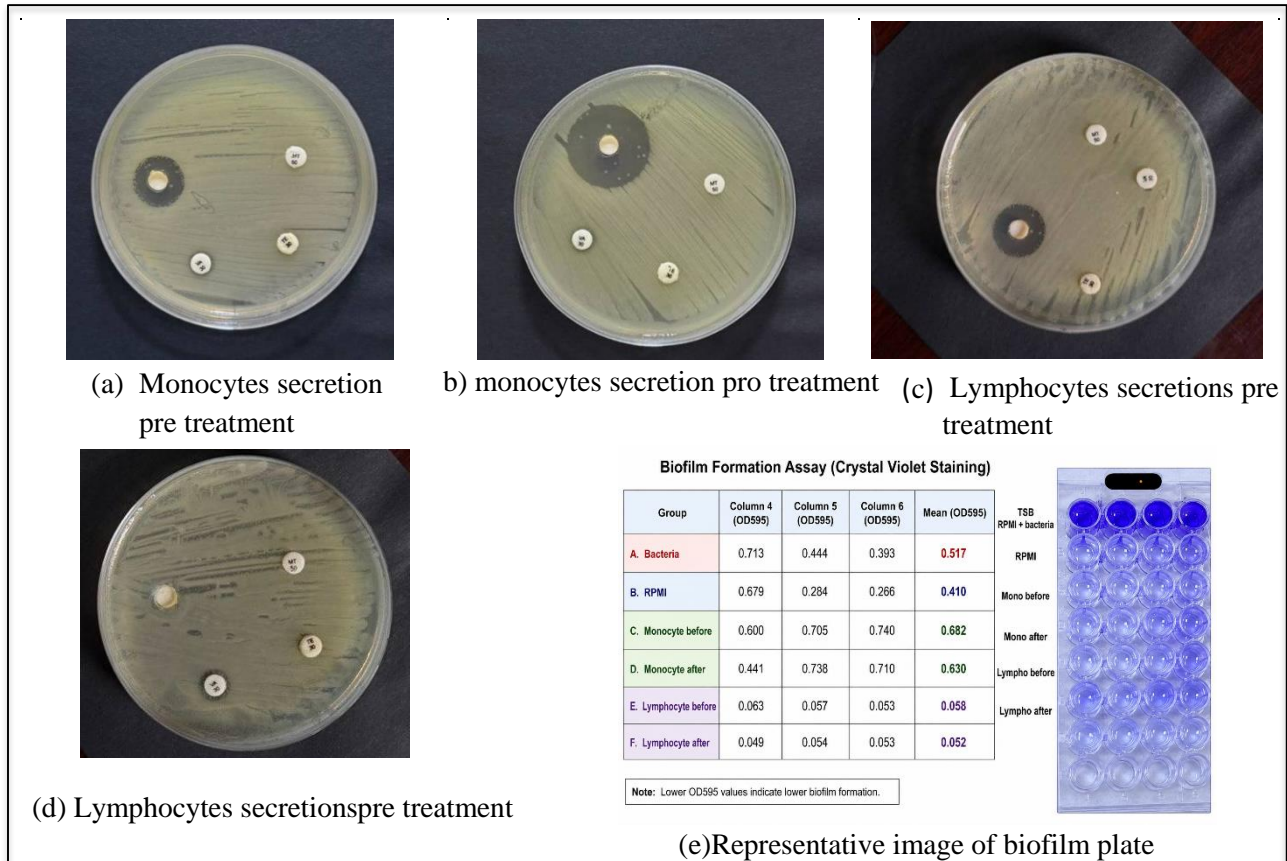 (a) Monocytes secretion
pre treatment
b) monocytes secretion pro treatment
(c) Lymphocytes secretions pre
treatment
MT
50
(d) Lymphocytes secretionspre treatment
Biofilm Formation Assay (Crystal Violet Staining)
Group Column 4 (OD595) Column 5 (OD595) Column 6 (OD595) Mean (OD595)
A. Bacteria 0.713 0.444 0.393 0.517
B. RPMI 0.679 0.284 0.266 0.410
C. Monocyte before 0.600 0.705 0.740 0.682
D. Monocyte after 0.441 0.738 0.710 0.630
E. Lymphocyte before 0.063 0.057 0.053 0.058
F. Lymphocyte after 0.049 0.054 0.053 0.052
Note: Lower OD595 values indicate lower biofilm formation.
TSB
RPMI + bacteria
RPMI
Mono before
Mono after
Lympho before
Lympho after
(e)Representative image of biofilm plate